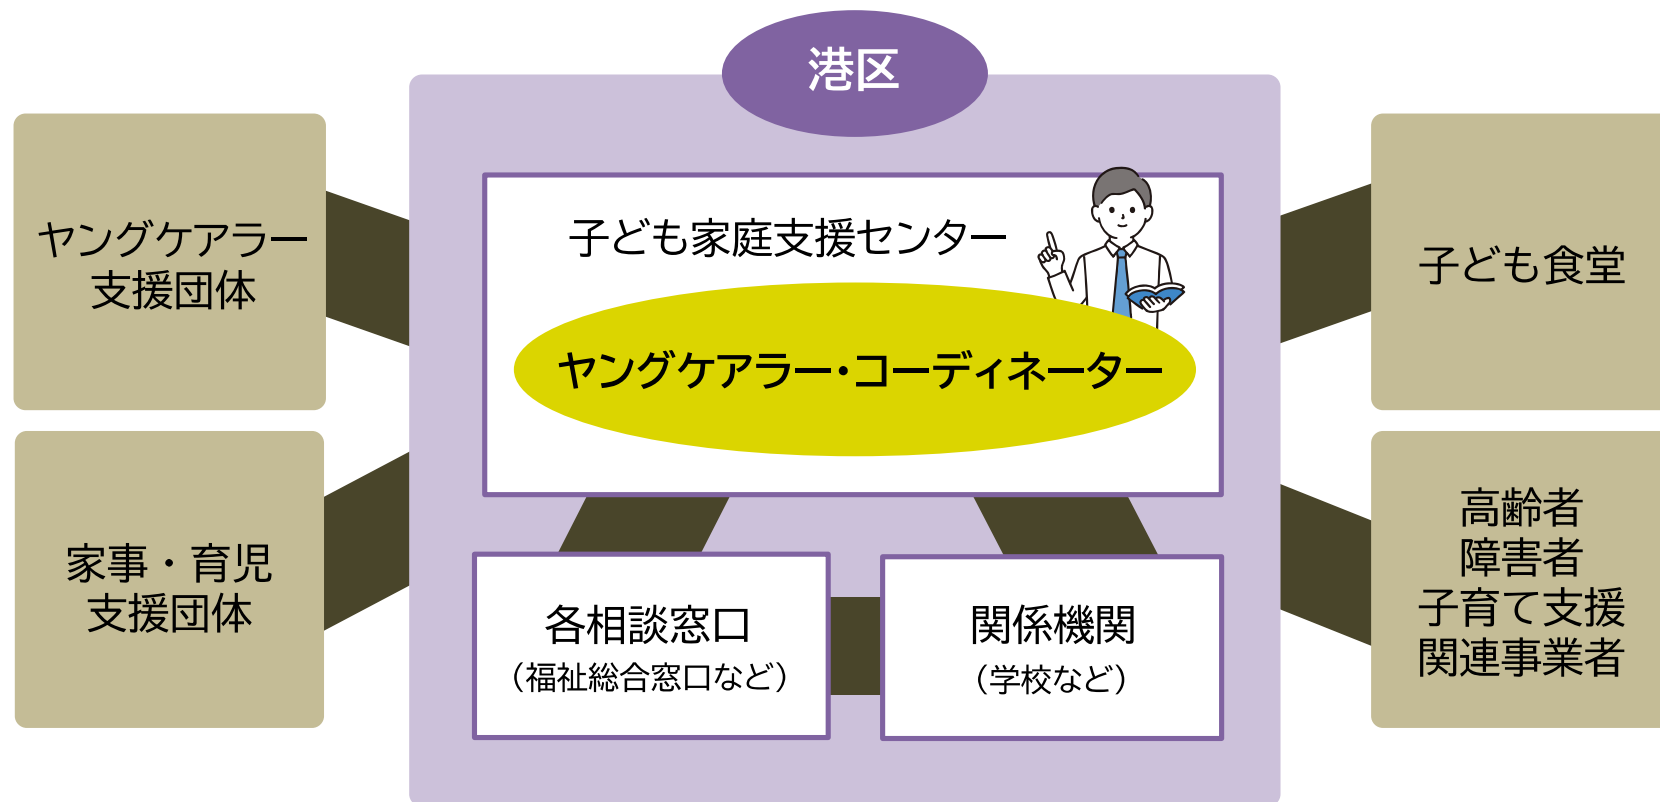 港区
ヤングケアラー
支援団体
家事・育児
支援団体
子ども家庭支援センター
ヤングケアラー・コーディネーター
各相談窓口
（福祉総合窓口など）
関係機関
（学校など）
子ども食堂
高齢者
障害者
子育て支援
関連事業者